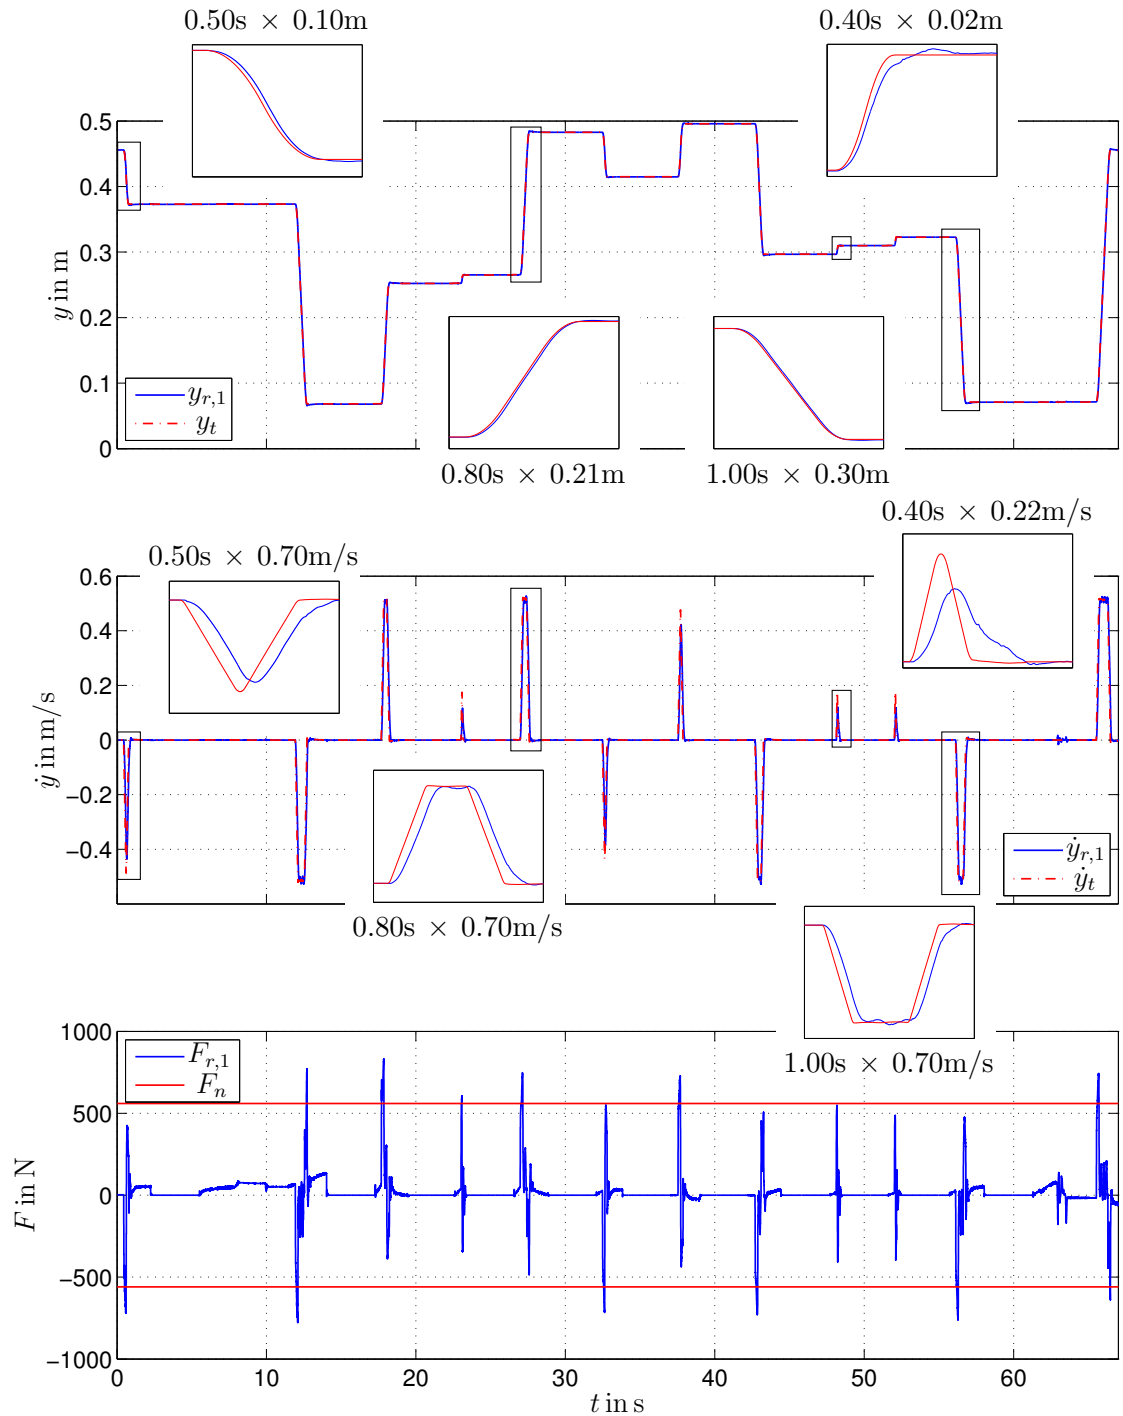 0.50s × 0.10m
0.40s × 0.02m
0.5
0.4
0.3
0.2
0.1
0
y in m
y_{r,1}
y_t
0.80s × 0.21m
1.00s × 0.30m
0.40s × 0.22m/s
0.50s × 0.70m/s
0.6
0.4
0.2
0
−0.2
−0.4
ẏ in m/s
ẏ_{r,1}
ẏ_t
0.80s × 0.70m/s
1.00s × 0.70m/s
1000
500
0
−500
−1000
F in N
F_{r,1}
F_n
0 10 20 30 40 50 60
t in s